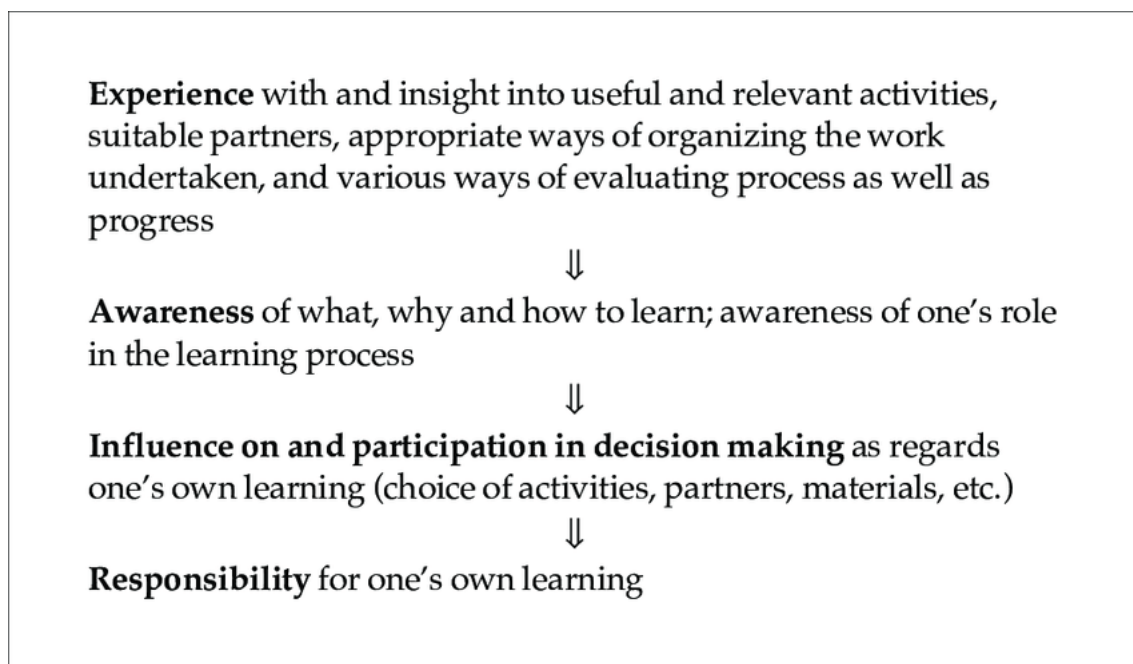 Experience with and insight into useful and relevant activities,
suitable partners, appropriate ways of organizing the work
undertaken, and various ways of evaluating process as well as
progress
⇓
Awareness of what, why and how to learn; awareness of one’s role
in the learning process
⇓
Influence on and participation in decision making as regards
one’s own learning (choice of activities, partners, materials, etc.)
⇓
Responsibility for one’s own learning